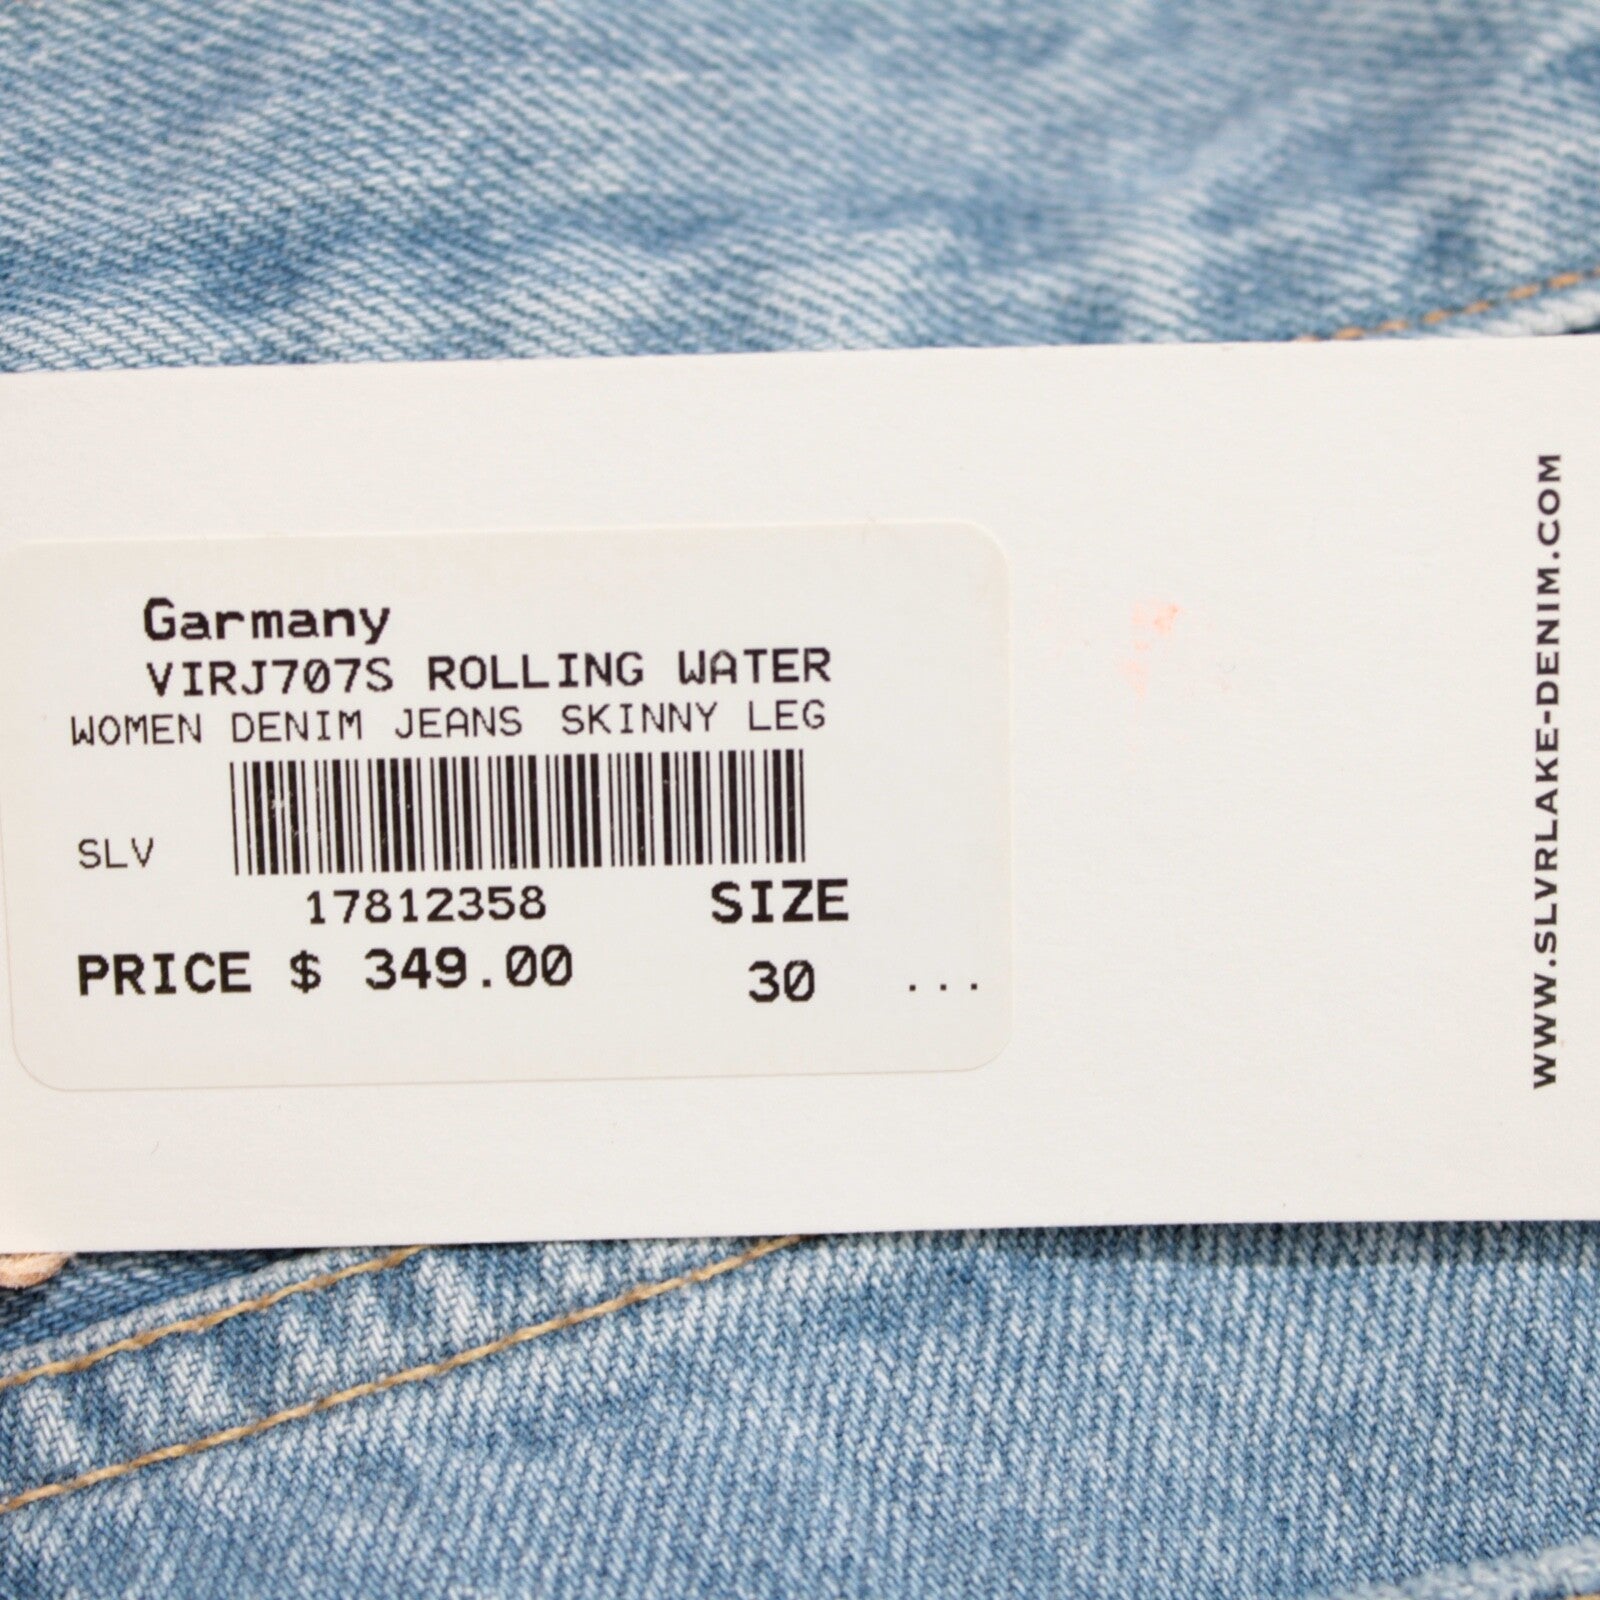 Garmany
VIRJ707S ROLLING WATER
WOMEN DENIM JEANS SKINNY LEG
SLV
17812358
SIZE
PRICE $ 349.00
30 ...
WWW.SLVRLAKE-DENIM.COM